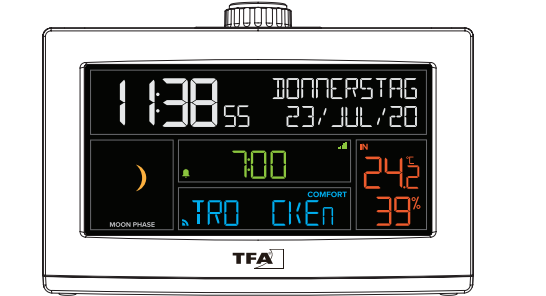 11:38 55
DONNERSTAG
23/JUL/20
7:00
IN
24.2 °C
39%
COMFORT
TRO CKEn
MOON PHASE
TFA